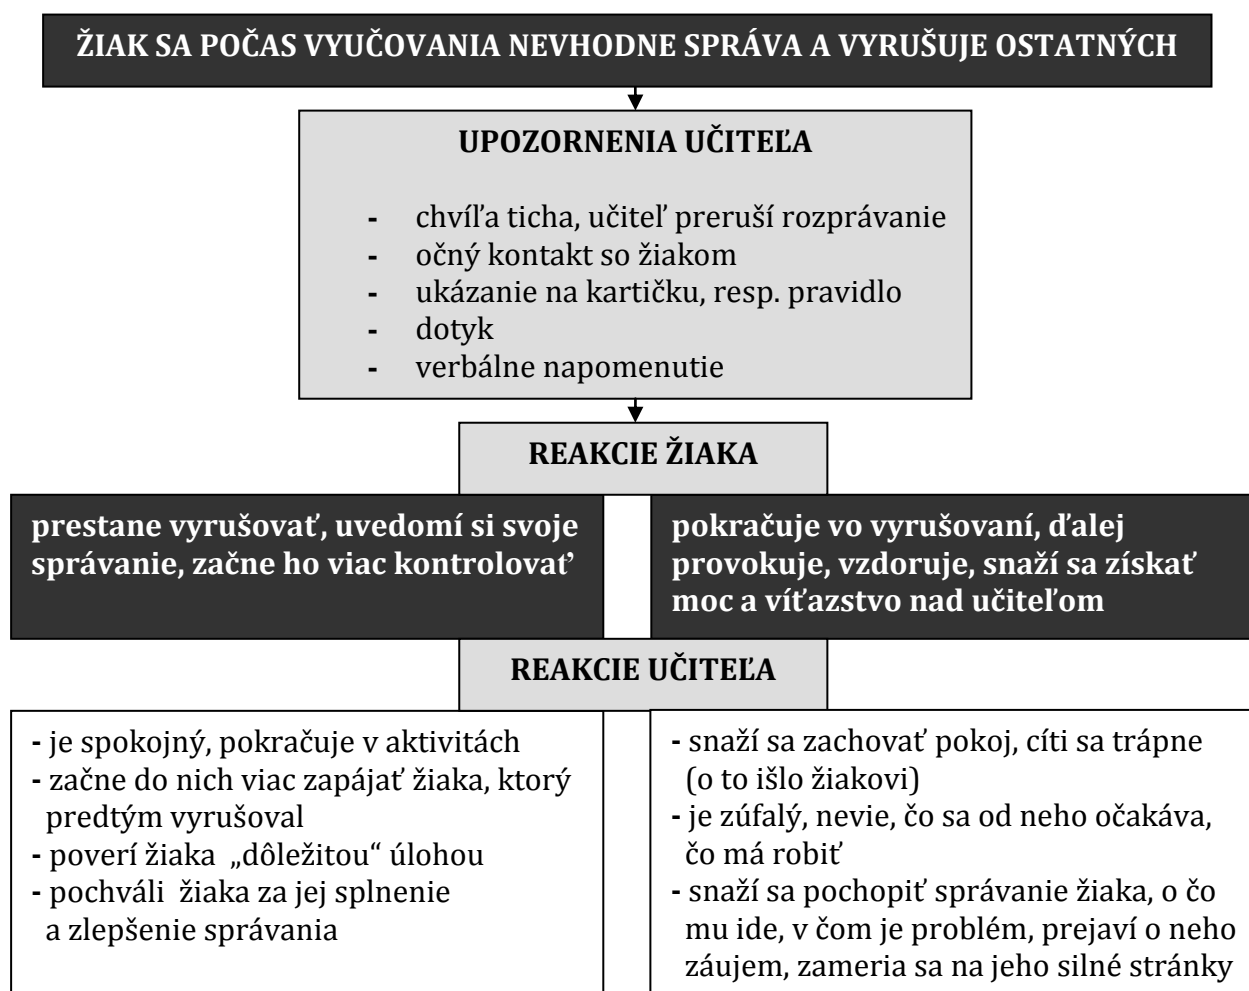 ŽIAK SA POČAS VYUČOVANIA NEVHODNE SPRÁVA A VYRUŠUJE OSTATNÝCH
UPOZORNENIA UČITEĽA
- chvíľa ticha, učiteľ preruší rozprávanie
- očný kontakt so žiakom
- ukázanie na kartičku, resp. pravidlo
- dotyk
- verbálne napomenutie
REAKCIE ŽIAKA
prestane vyrušovať, uvedomí si svoje
správanie, začne ho viac kontrolovať
pokračuje vo vyrušovaní, ďalej
provokuje, vzdoruje, snaží sa získať
moc a víťazstvo nad učiteľom
REAKCIE UČITEĽA
- je spokojný, pokračuje v aktivitách
- začne do nich viac zapájať žiaka, ktorý
predtým vyrušoval
- poverí žiaka „dôležitou“ úlohou
- pochváli žiaka za jej splnenie
a zlepšenie správania
- snaží sa zachovať pokoj, cíti sa trápne
(o to išlo žiakovi)
- je zúfalý, nevie, čo sa od neho očakáva,
čo má robiť
- snaží sa pochopiť správanie žiaka, o čo
mu ide, v čom je problém, prejaví o neho
záujem, zameria sa na jeho silné stránky